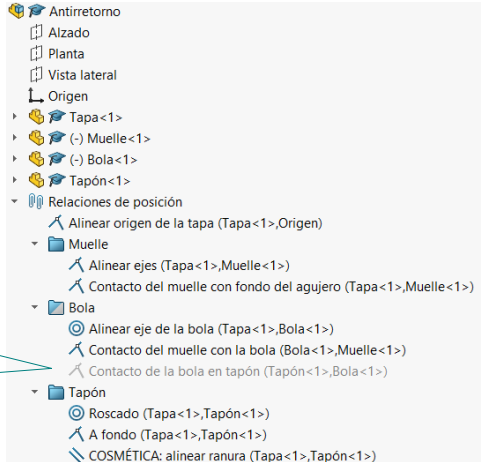 Antirretorno
Alzado
Planta
Vista lateral
Origen
Tapa<1>
(-) Muelle<1>
(-) Bola<1>
Tapón<1>
Relaciones de posición
Alinear origen de la tapa (Tapa<1>,Origen)
Muelle
Alinear ejes (Tapa<1>,Muelle<1>)
Contacto del muelle con fondo del agujero (Tapa<1>,Muelle<1>)
Bola
Alinear eje de la bola (Tapa<1>,Bola<1>)
Contacto del muelle con la bola (Bola<1>,Muelle<1>)
Contacto de la bola en tapón (Tapón<1>,Bola<1>)
Tapón
Roscado (Tapa<1>,Tapón<1>)
A fondo (Tapa<1>,Tapón<1>)
COSMÉTICA: alinear ranura (Tapa<1>,Tapón<1>)